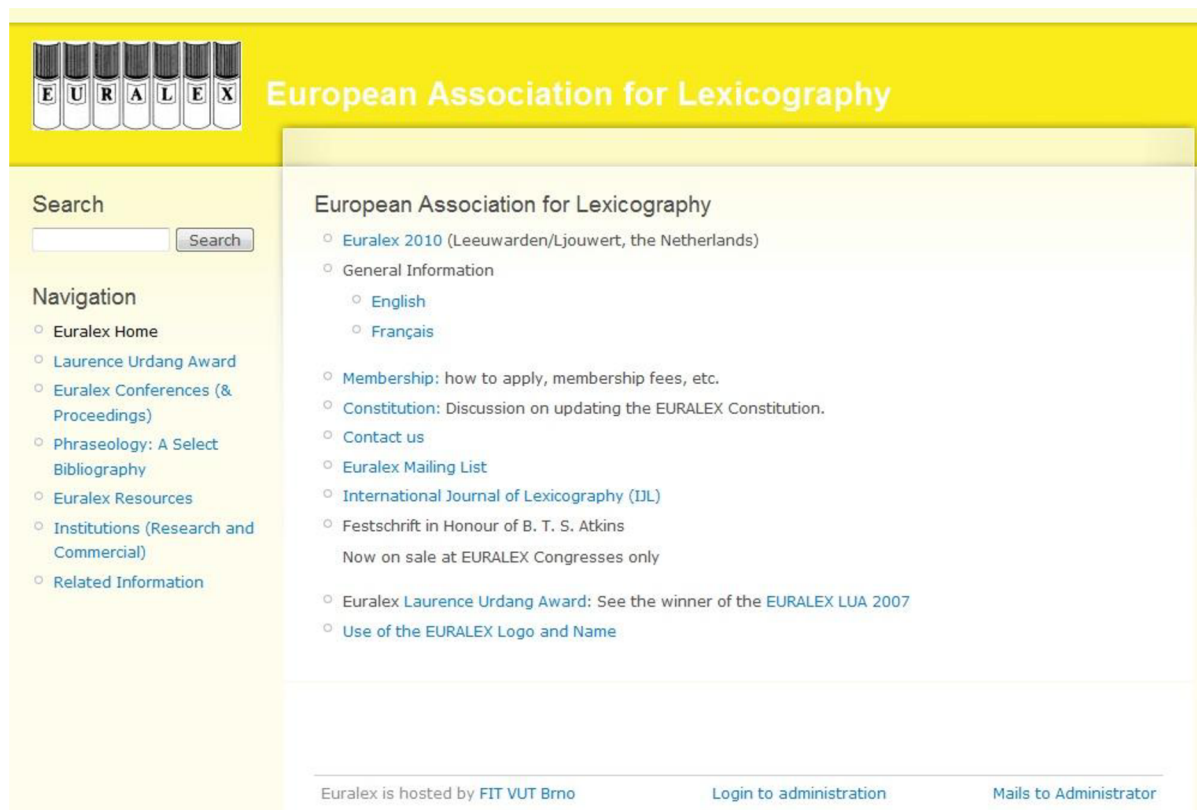 EURALEX
European Association for Lexicography
Search
Search
Navigation
Euralex Home
Laurence Urdang Award
Euralex Conferences (&
Proceedings)
Phraseology: A Select
Bibliography
Euralex Resources
Institutions (Research and
Commercial)
Related Information
European Association for Lexicography
Euralex 2010 (Leeuwarden/Ljouwert, the Netherlands)
General Information
English
Français
Membership: how to apply, membership fees, etc.
Constitution: Discussion on updating the EURALEX Constitution.
Contact us
Euralex Mailing List
International Journal of Lexicography (IJL)
Festschrift in Honour of B. T. S. Atkins
Now on sale at EURALEX Congresses only
Euralex Laurence Urdang Award: See the winner of the EURALEX LUA 2007
Use of the EURALEX Logo and Name
Euralex is hosted by FIT VUT Brno
Login to administration
Mails to Administrator